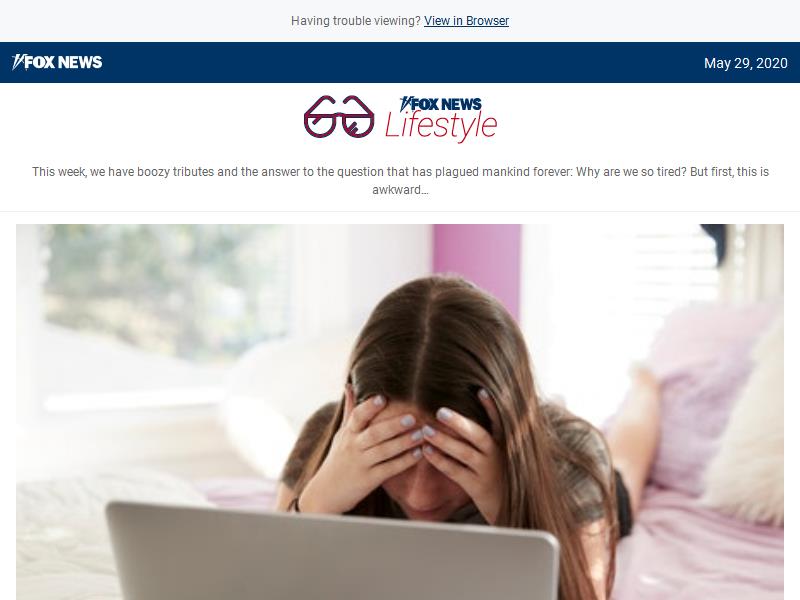 Having trouble viewing? View in Browser
FOX NEWS
May 29, 2020
FOX NEWS
Lifestyle
This week, we have boozy tributes and the answer to the question that has plagued mankind forever: Why are we so tired? But first, this is
awkward...